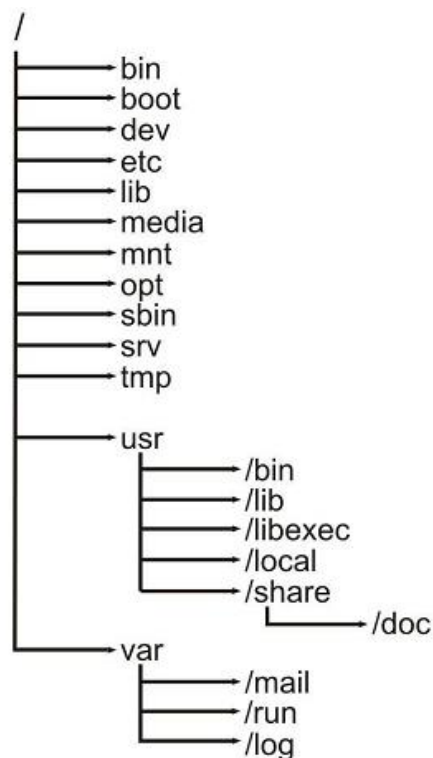 /
bin
boot
dev
etc
lib
media
mnt
opt
sbin
srv
tmp
usr
/bin
/lib
/libexec
/local
/share
/doc
var
/mail
/run
/log